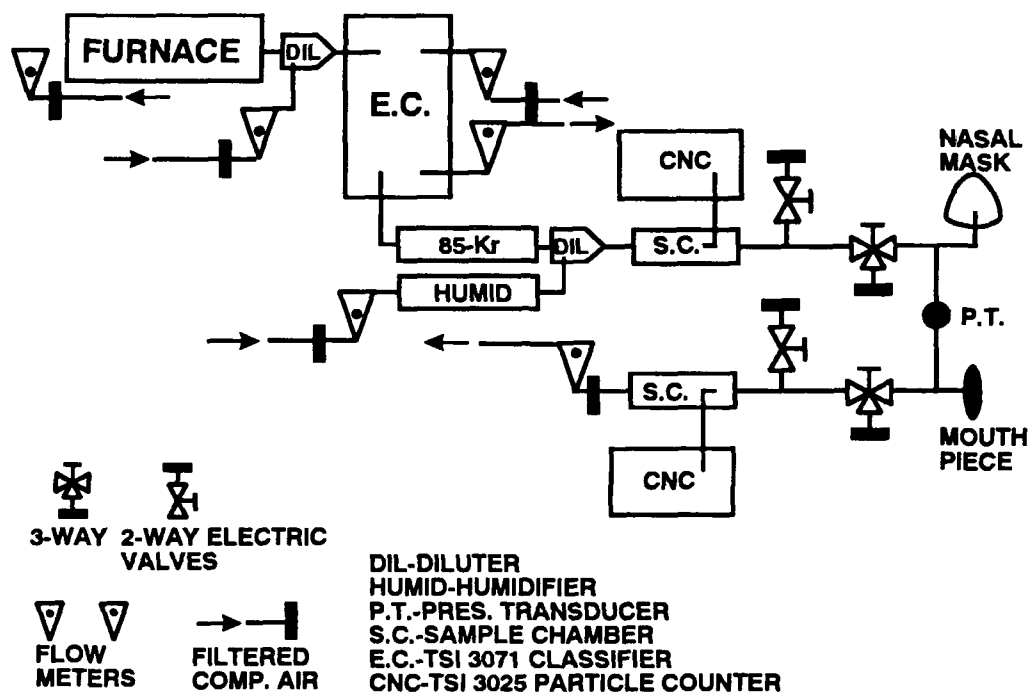 FURNACE
DIL
E.C.
CNC
NASAL
MASK
85-Kr
DIL
S.C.
HUMID
P.T.
S.C.
MOUTH
PIECE
CNC
3-WAY 2-WAY ELECTRIC
VALVES
FLOW
METERS
FILTERED
COMP. AIR
DIL-DILUTER
HUMID-HUMIDIFIER
P.T.-PRES. TRANSDUCER
S.C.-SAMPLE CHAMBER
E.C.-TSI 3071 CLASSIFIER
CNC-TSI 3025 PARTICLE COUNTER